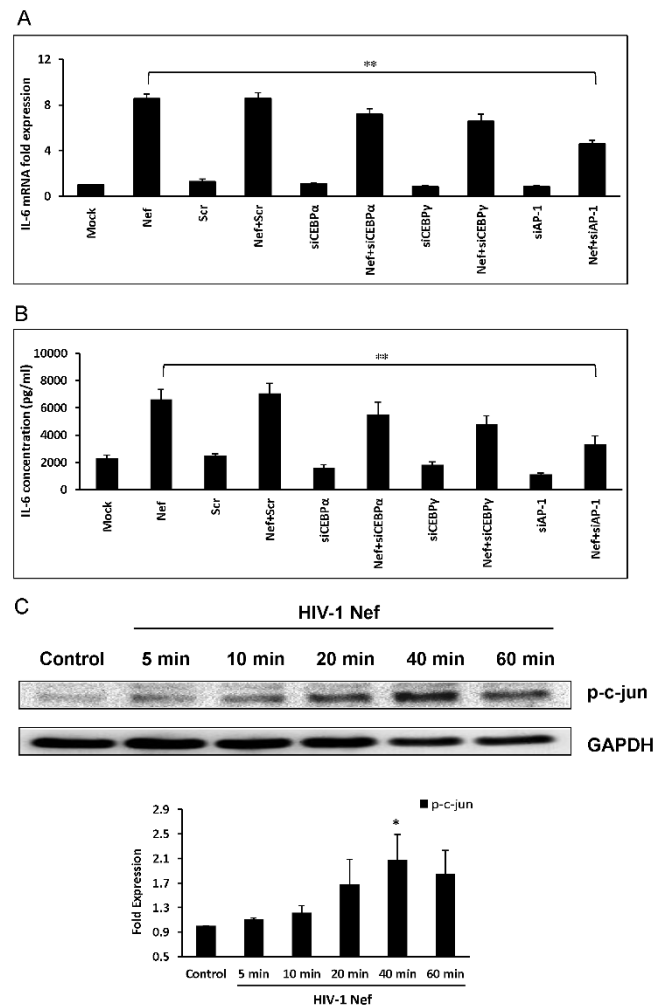 A
IL-6 mRNA fold expression
12
8
4
0
**
Mock
Nef
Scr
Nef+Scr
siCEBPα
Nef+siCEBPα
siCEBPγ
Nef+siCEBPγ
siAP-1
Nef+siAP-1
B
IL-6 concentration (pg/ml)
10000
8000
6000
4000
2000
0
**
Mock
Nef
Scr
Nef+Scr
siCEBPα
Nef+siCEBPα
siCEBPγ
Nef+siCEBPγ
siAP-1
Nef+siAP-1
C
HIV-1 Nef
Control 5 min 10 min 20 min 40 min 60 min
p-c-jun
GAPDH
p-c-jun
Fold Expression
2.9
2.5
2.1
1.7
1.3
0.9
0.5
*
Control 5 min 10 min 20 min 40 min 60 min
HIV-1 Nef